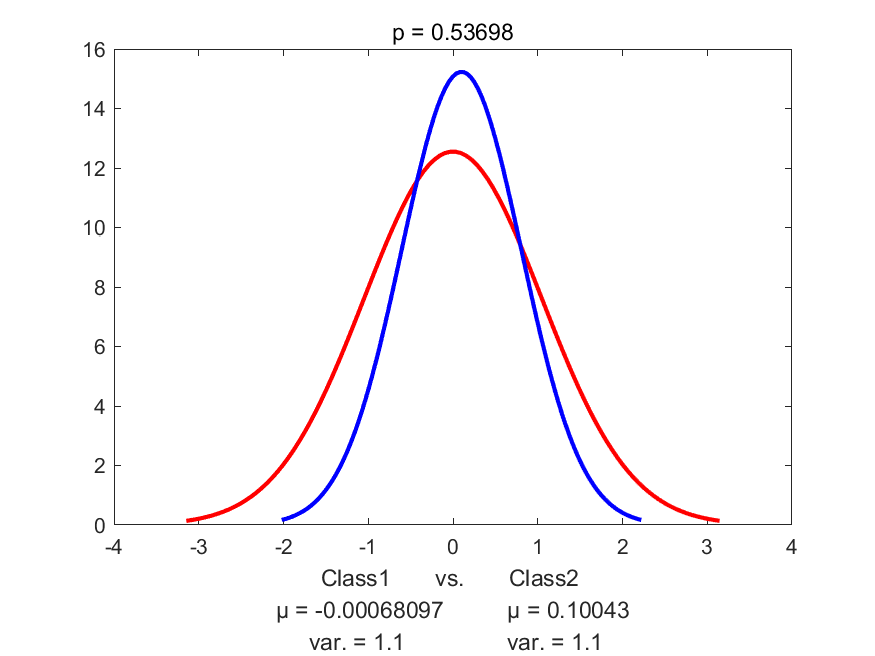 p = 0.53698
16
14
12
10
8
6
4
2
0
-4 -3 -2 -1 0 1 2 3 4
Class1 vs. Class2
μ = -0.00068097 μ = 0.10043
var. = 1.1 var. = 1.1